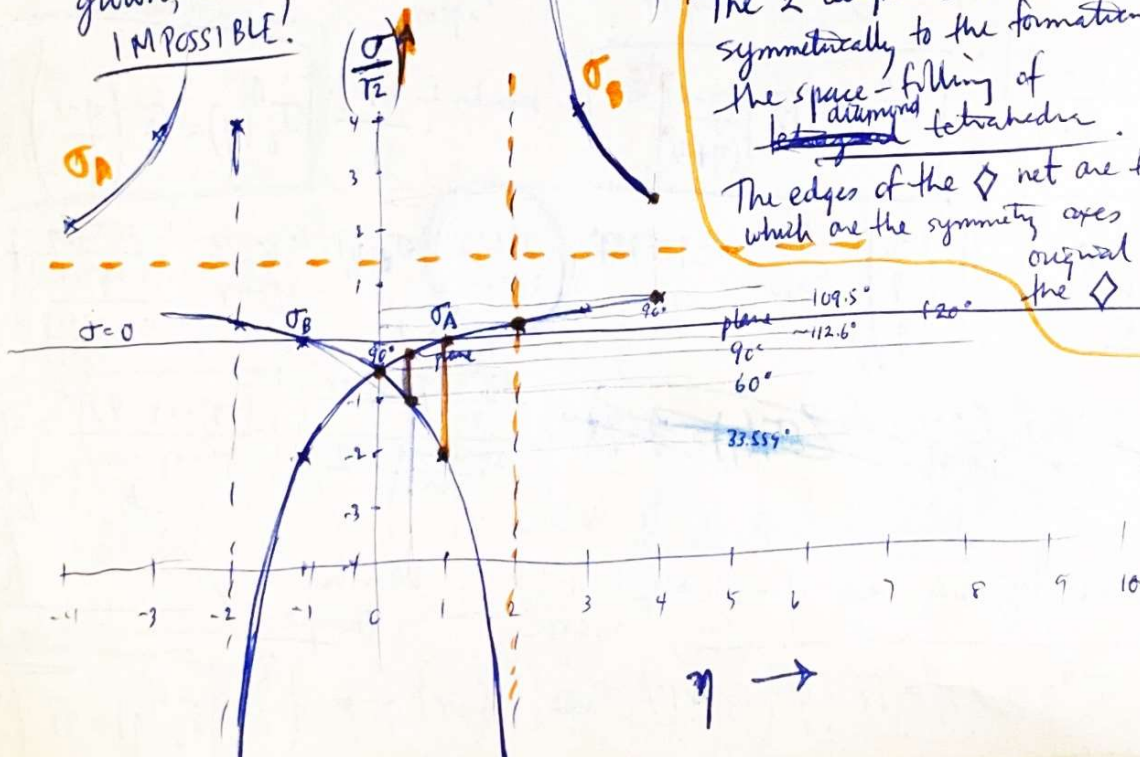 IMPOSSIBLE!
(σ/√2)
σA
σB
The 2
symmetrically to the formation
the space-filling of
diamond
tetrahedra.
The edges of the ◇ net are
which are the symmetry axes
original
the ◇
4
3
1
1
σ=0
σB
σA
90°
plane
96°
109.5°
plane
~112.6°
120°
90°
60°
33.559°
-1
-2
-3
-4
-4
-3
-2
-1
0
1
2
3
4
5
6
7
8
9
10
η →